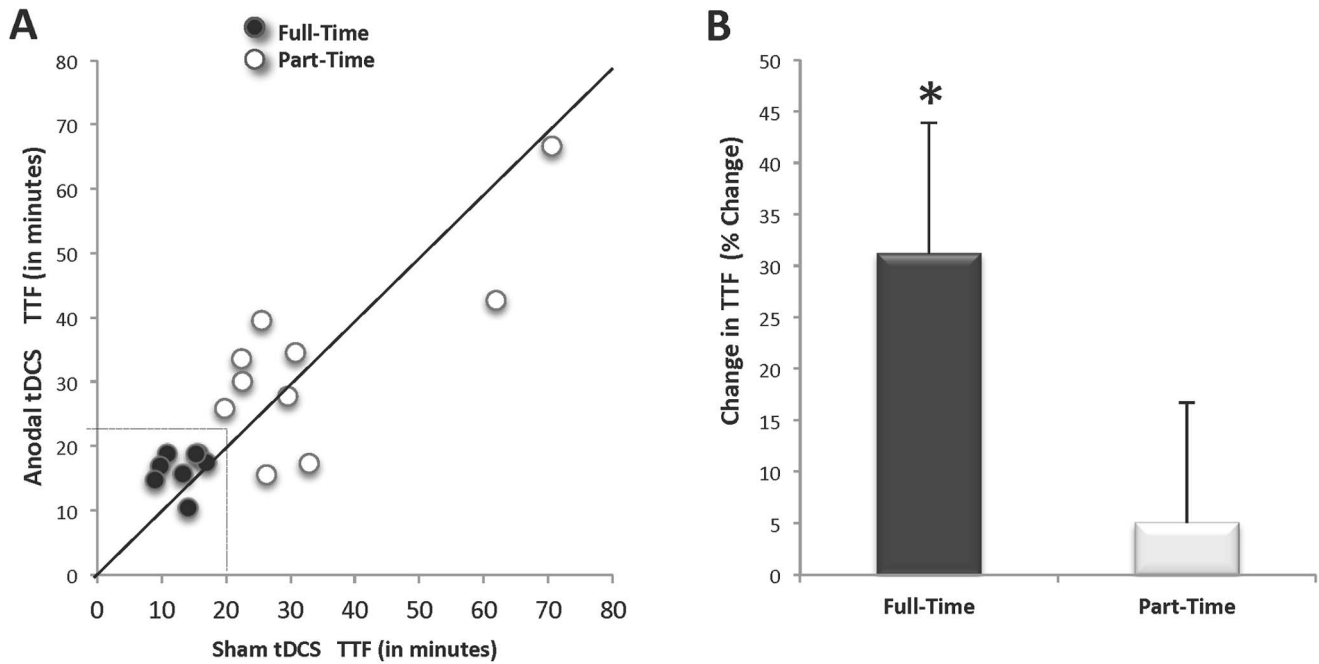 A
Full-Time
Part-Time
80
70
60
50
40
30
20
10
0
Anodal tDCS TTF (in minutes)
0 10 20 30 40 50 60 70 80
Sham tDCS TTF (in minutes)
B
50
45
40
35
30
25
20
15
10
5
0
Change in TTF (% Change)
*
Full-Time Part-Time